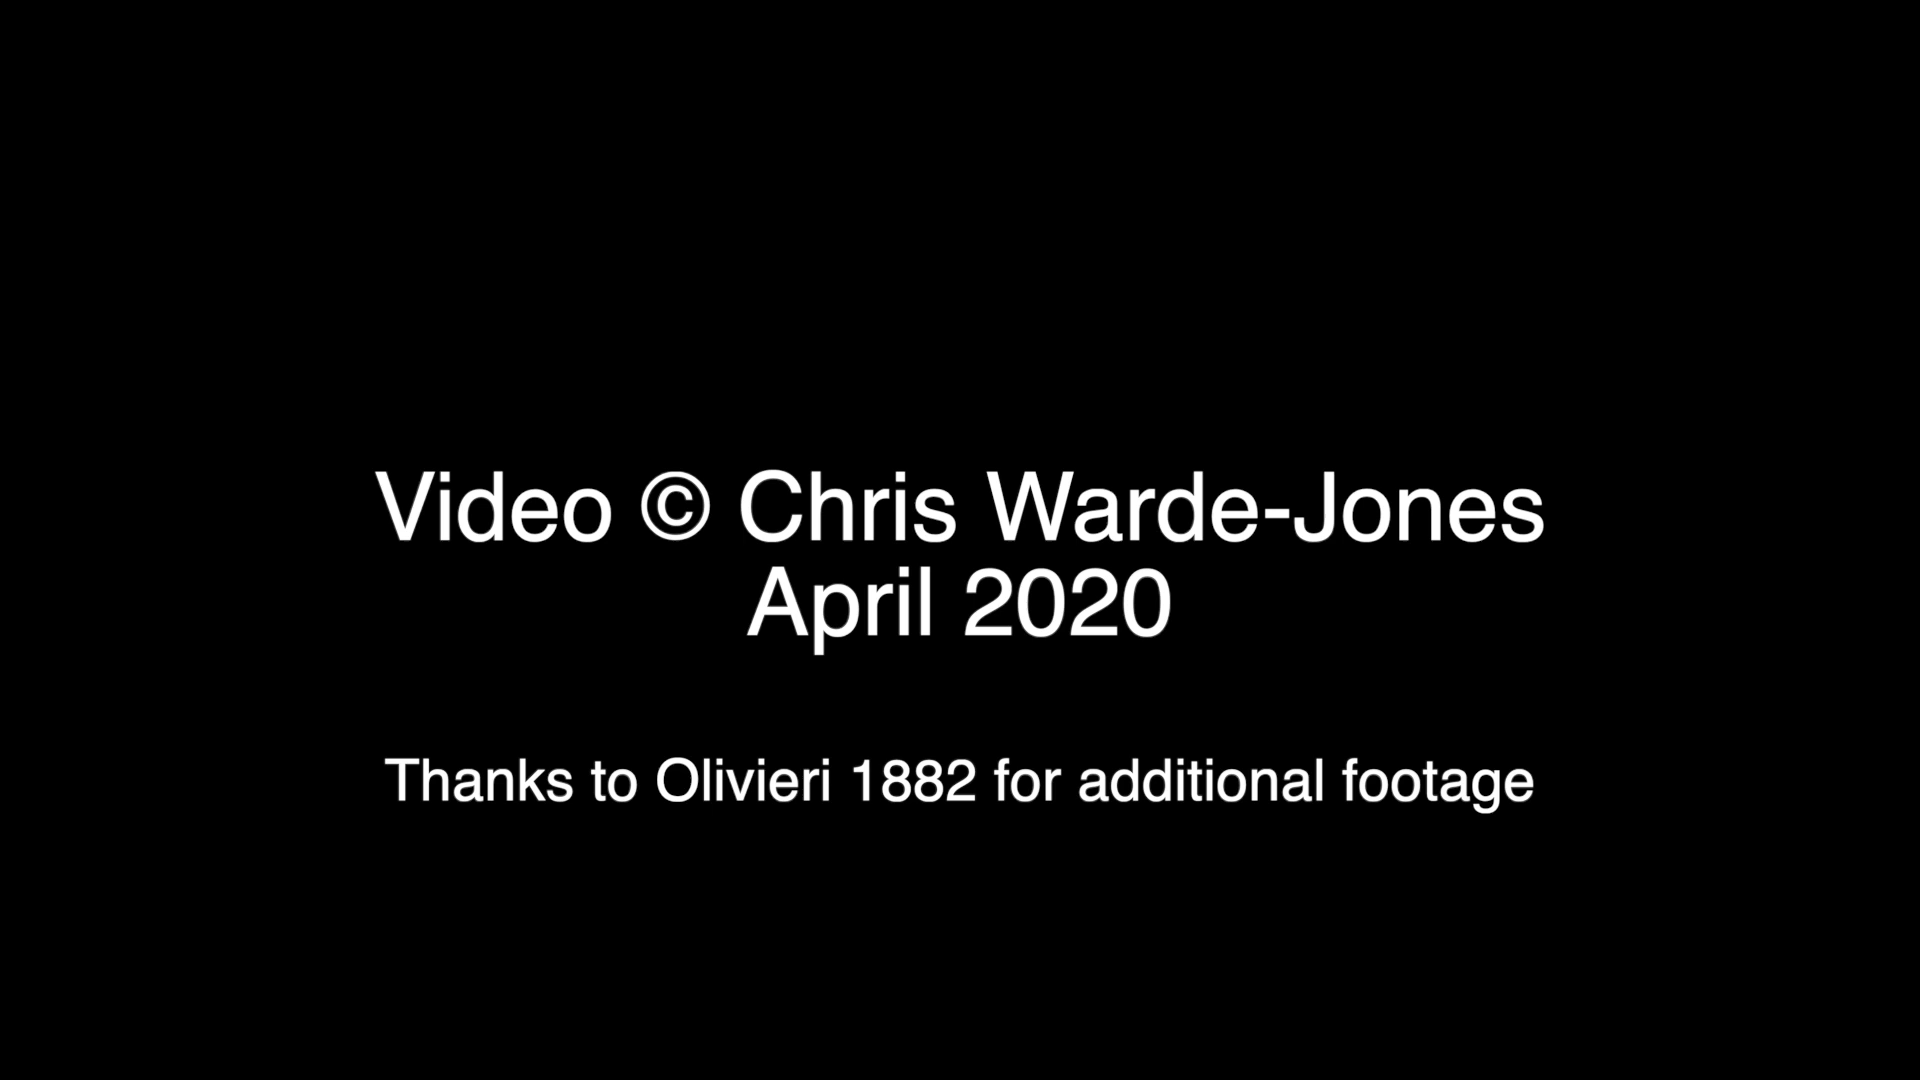 Video © Chris Warde-Jones
April 2020
Thanks to Olivieri 1882 for additional footage